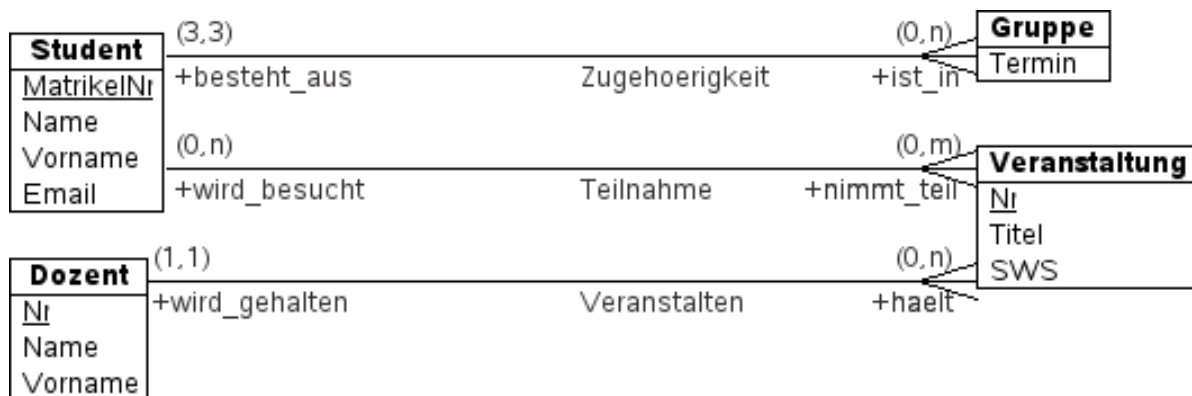 Student
MatrikelNr
Name
Vorname
Email
(3,3)
+besteht_aus
Zugehoerigkeit
(0,n)
+ist_in
Gruppe
Termin
(0,n)
+wird_besucht
Teilnahme
(0,m)
+nimmt_teil
Veranstaltung
Nr
Titel
SWS
Dozent
Nr
Name
Vorname
(1,1)
+wird_gehalten
Veranstalten
(0,n)
+haelt